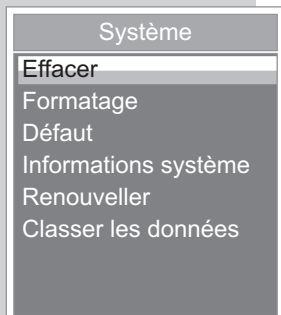 Système
Effacer
Formatage
Défaut
Informations système
Renouveller
Classer les données